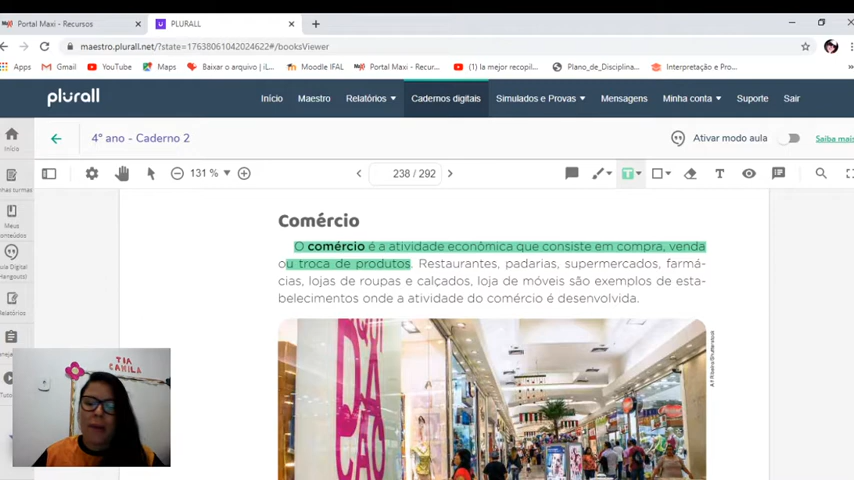 Portal Maxi - Recursos
PLURALL
maestro.plurall.net/?state=17638061042024622#/booksViewer
Apps
Gmail
YouTube
Maps
Baixar o arquivo | iL...
Moodle IFAL
Portal Maxi - Recur...
(1) la mejor recopil...
Plano_de_Disciplina...
Interpretação e Pro...
plurall
Início
Maestro
Relatórios
Cadernos digitais
Simulados e Provas
Mensagens
Minha conta
Suporte
Sair
Início
4º ano - Caderno 2
Ativar modo aula
Saiba mais
131 %
238 / 292
Meus
conteúdos
Comércio
O comércio é a atividade econômica que consiste em compra, venda
ou troca de produtos. Restaurantes, padarias, supermercados, farmá-
cias, lojas de roupas e calçados, loja de móveis são exemplos de esta-
belecimentos onde a atividade do comércio é desenvolvida.
TIA
CAMILA